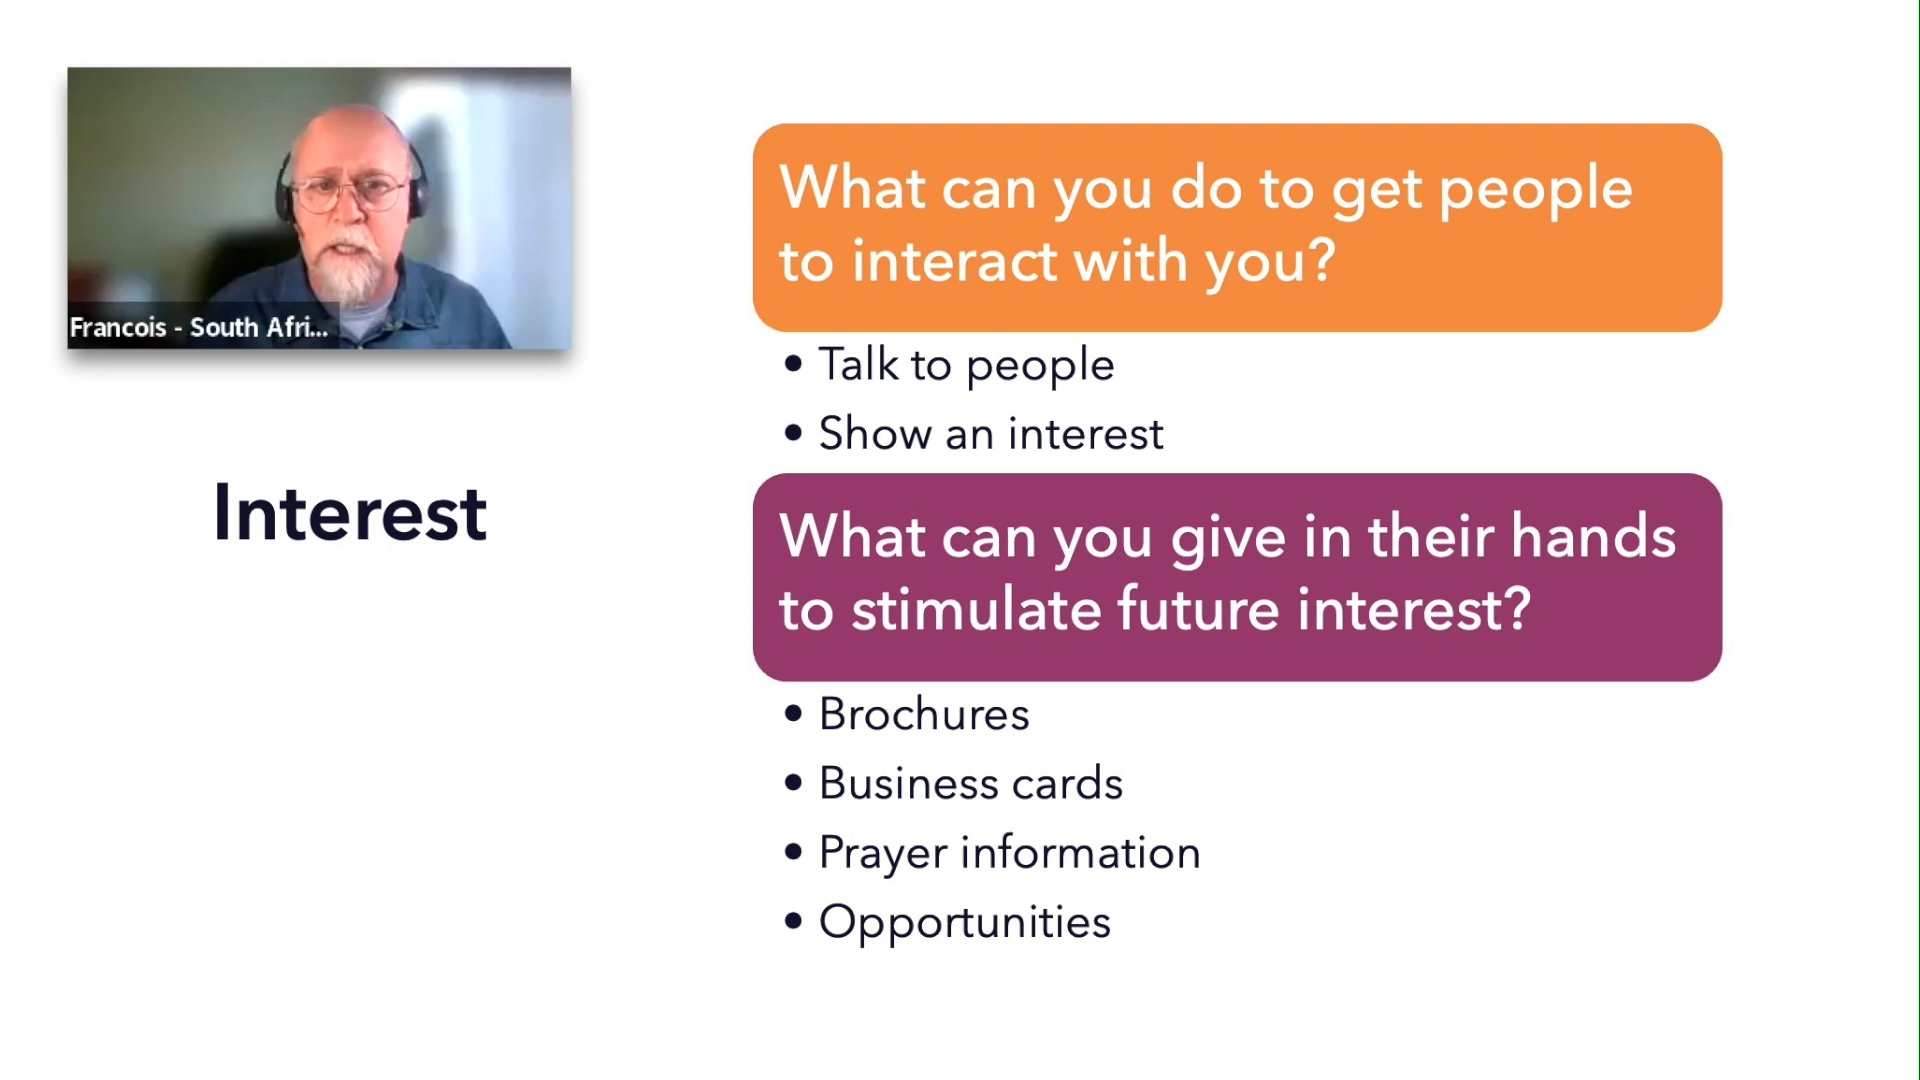 Francois - South Afri...
Interest
What can you do to get people
to interact with you?
• Talk to people
• Show an interest
What can you give in their hands
to stimulate future interest?
• Brochures
• Business cards
• Prayer information
• Opportunities